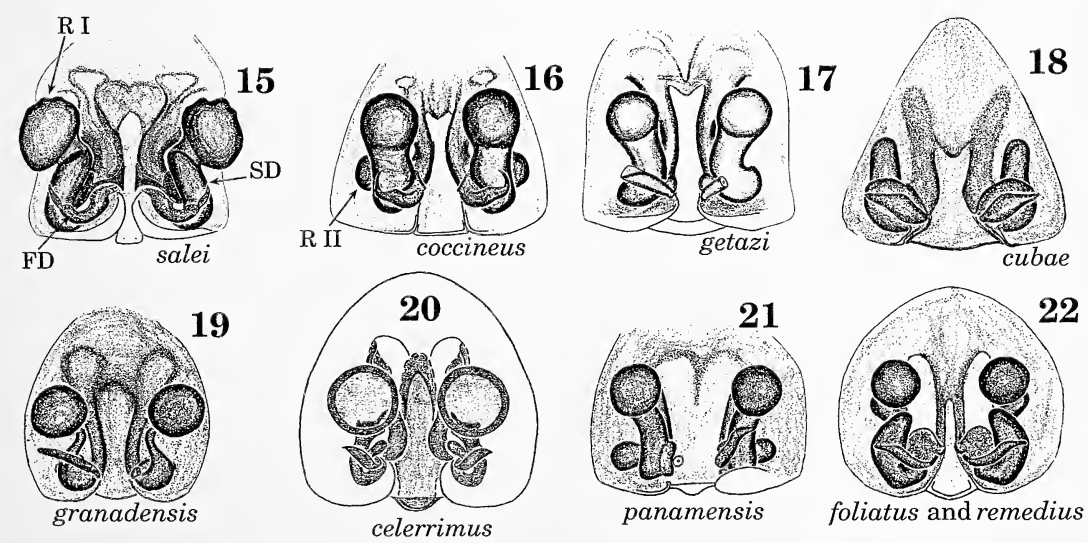 R I
15
SD
FD
salei
16
R II
coccineus
17
getazi
18
cubae
19
granadensis
20
celerrimus
21
panamensis
22
foliatus and remedius